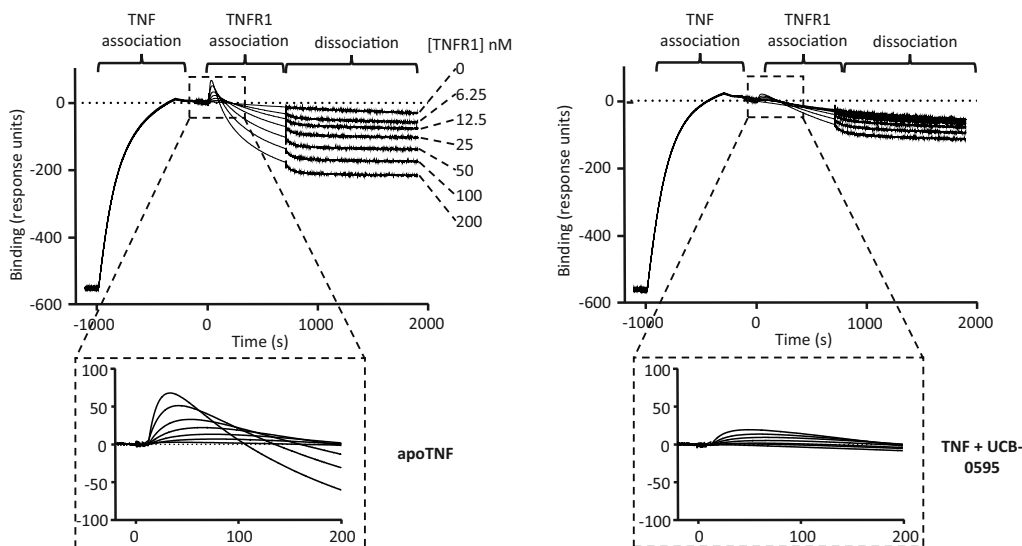 TNF
association
TNFR1
association
dissociation
[TNFR1] nM
0
6.25
12.5
25
50
100
200
Binding (response units)
0
-200
-400
-600
-1000
0
1000
2000
Time (s)
100
50
0
-50
-100
0
100
200
apoTNF
TNF
association
TNFR1
association
dissociation
Binding (response units)
0
-200
-400
-600
-1000
0
1000
2000
Time (s)
100
50
0
-50
-100
0
100
200
TNF + UCB-
0595